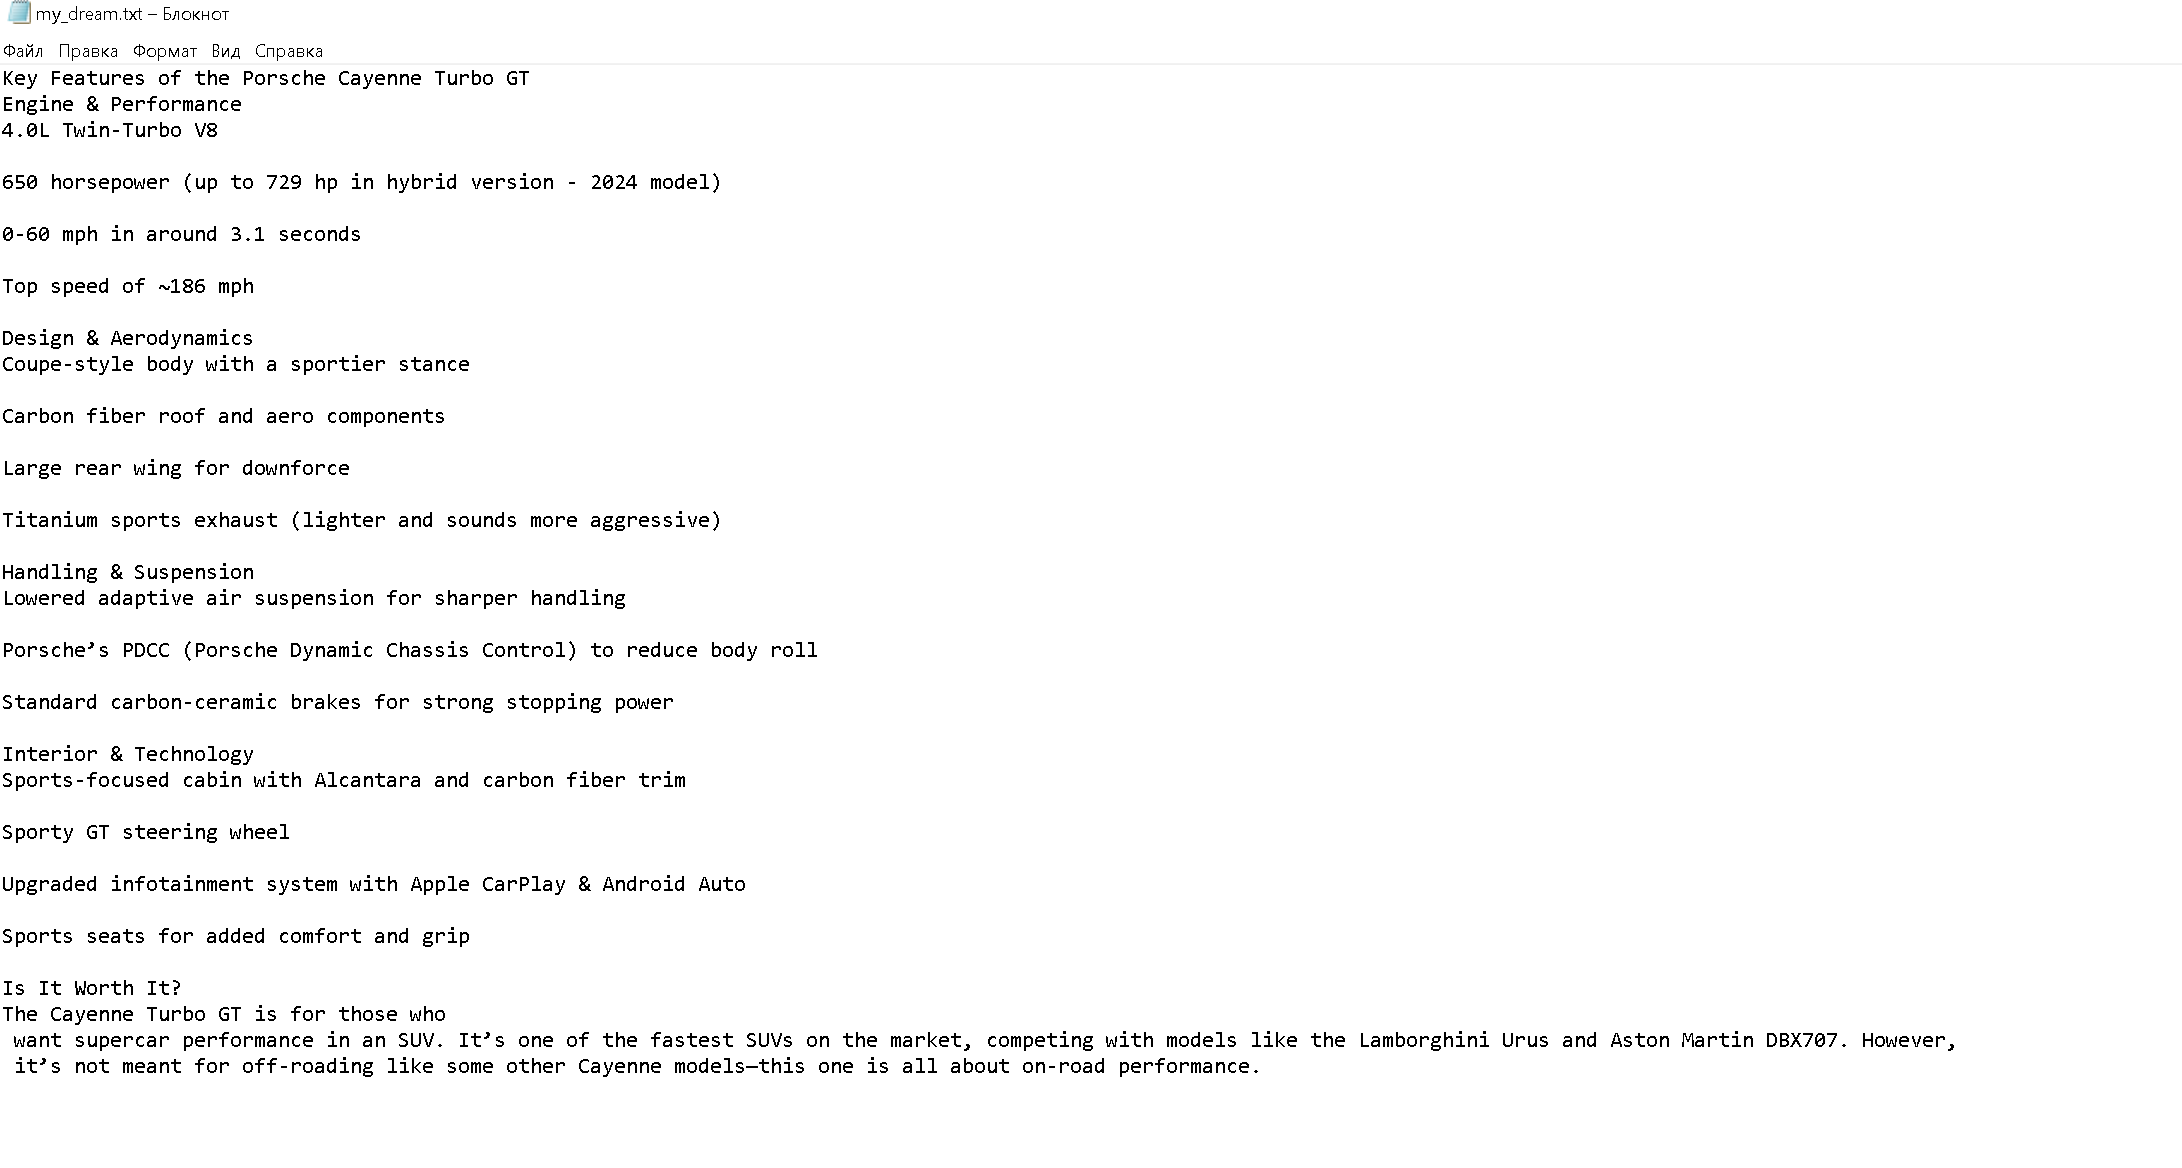 my_dream.txt – Блокнот
Файл Правка Формат Вид Справка
Key Features of the Porsche Cayenne Turbo GT
Engine & Performance
4.0L Twin-Turbo V8
650 horsepower (up to 729 hp in hybrid version - 2024 model)
0-60 mph in around 3.1 seconds
Top speed of ~186 mph
Design & Aerodynamics
Coupe-style body with a sportier stance
Carbon fiber roof and aero components
Large rear wing for downforce
Titanium sports exhaust (lighter and sounds more aggressive)
Handling & Suspension
Lowered adaptive air suspension for sharper handling
Porsche’s PDCC (Porsche Dynamic Chassis Control) to reduce body roll
Standard carbon-ceramic brakes for strong stopping power
Interior & Technology
Sports-focused cabin with Alcantara and carbon fiber trim
Sporty GT steering wheel
Upgraded infotainment system with Apple CarPlay & Android Auto
Sports seats for added comfort and grip
Is It Worth It?
The Cayenne Turbo GT is for those who
want supercar performance in an SUV. It’s one of the fastest SUVs on the market, competing with models like the Lamborghini Urus and Aston Martin DBX707. However,
it’s not meant for off-roading like some other Cayenne models—this one is all about on-road performance.